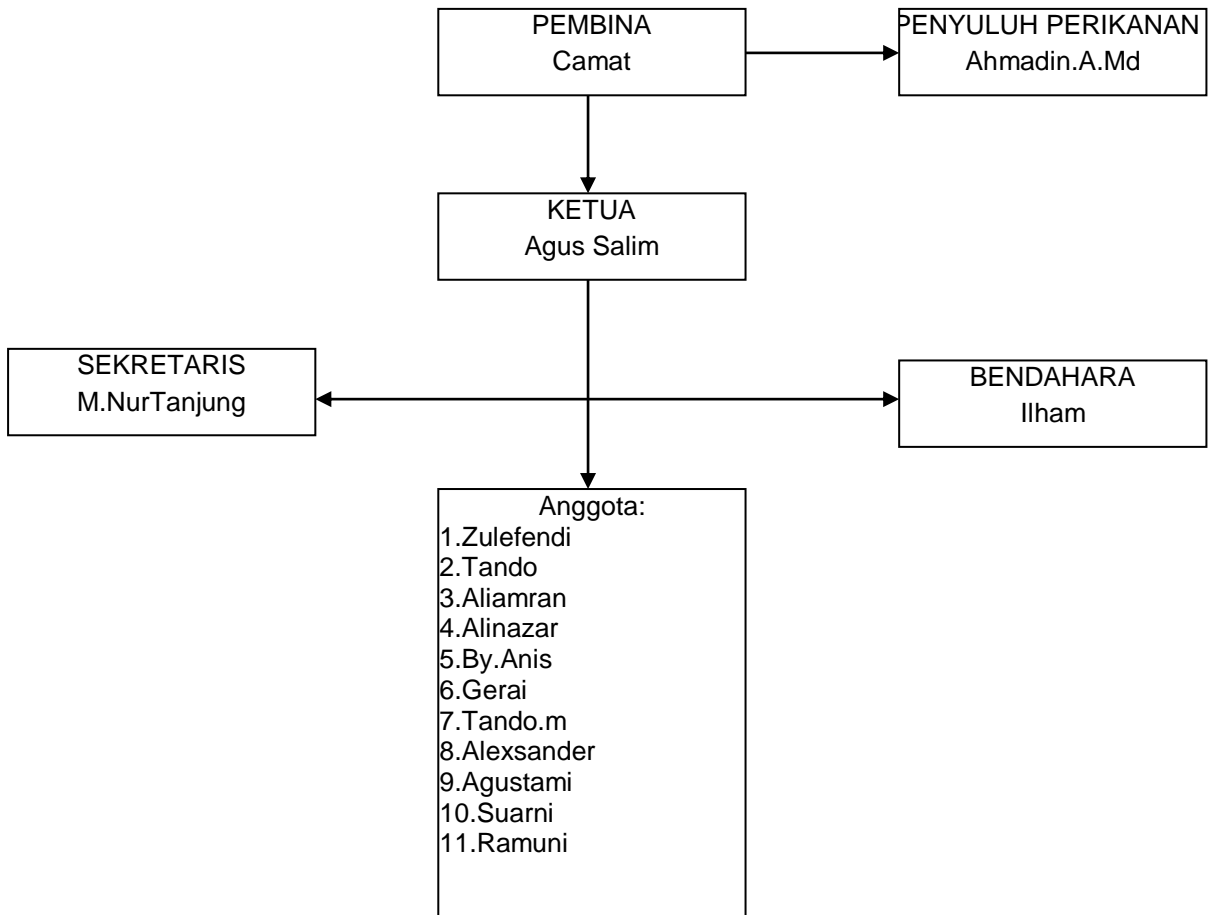 PEMBINA
Camat
PENYULUH PERIKANAN
Ahmadin.A.Md
KETUA
Agus Salim
SEKRETARIS
M.NurTanjung
BENDAHARA
Ilham
Anggota:
1.Zulefendi
2.Tando
3.Aliamran
4.Alinazar
5.By.Anis
6.Gerai
7.Tando.m
8.Alexsander
9.Agustami
10.Suarni
11.Ramuni